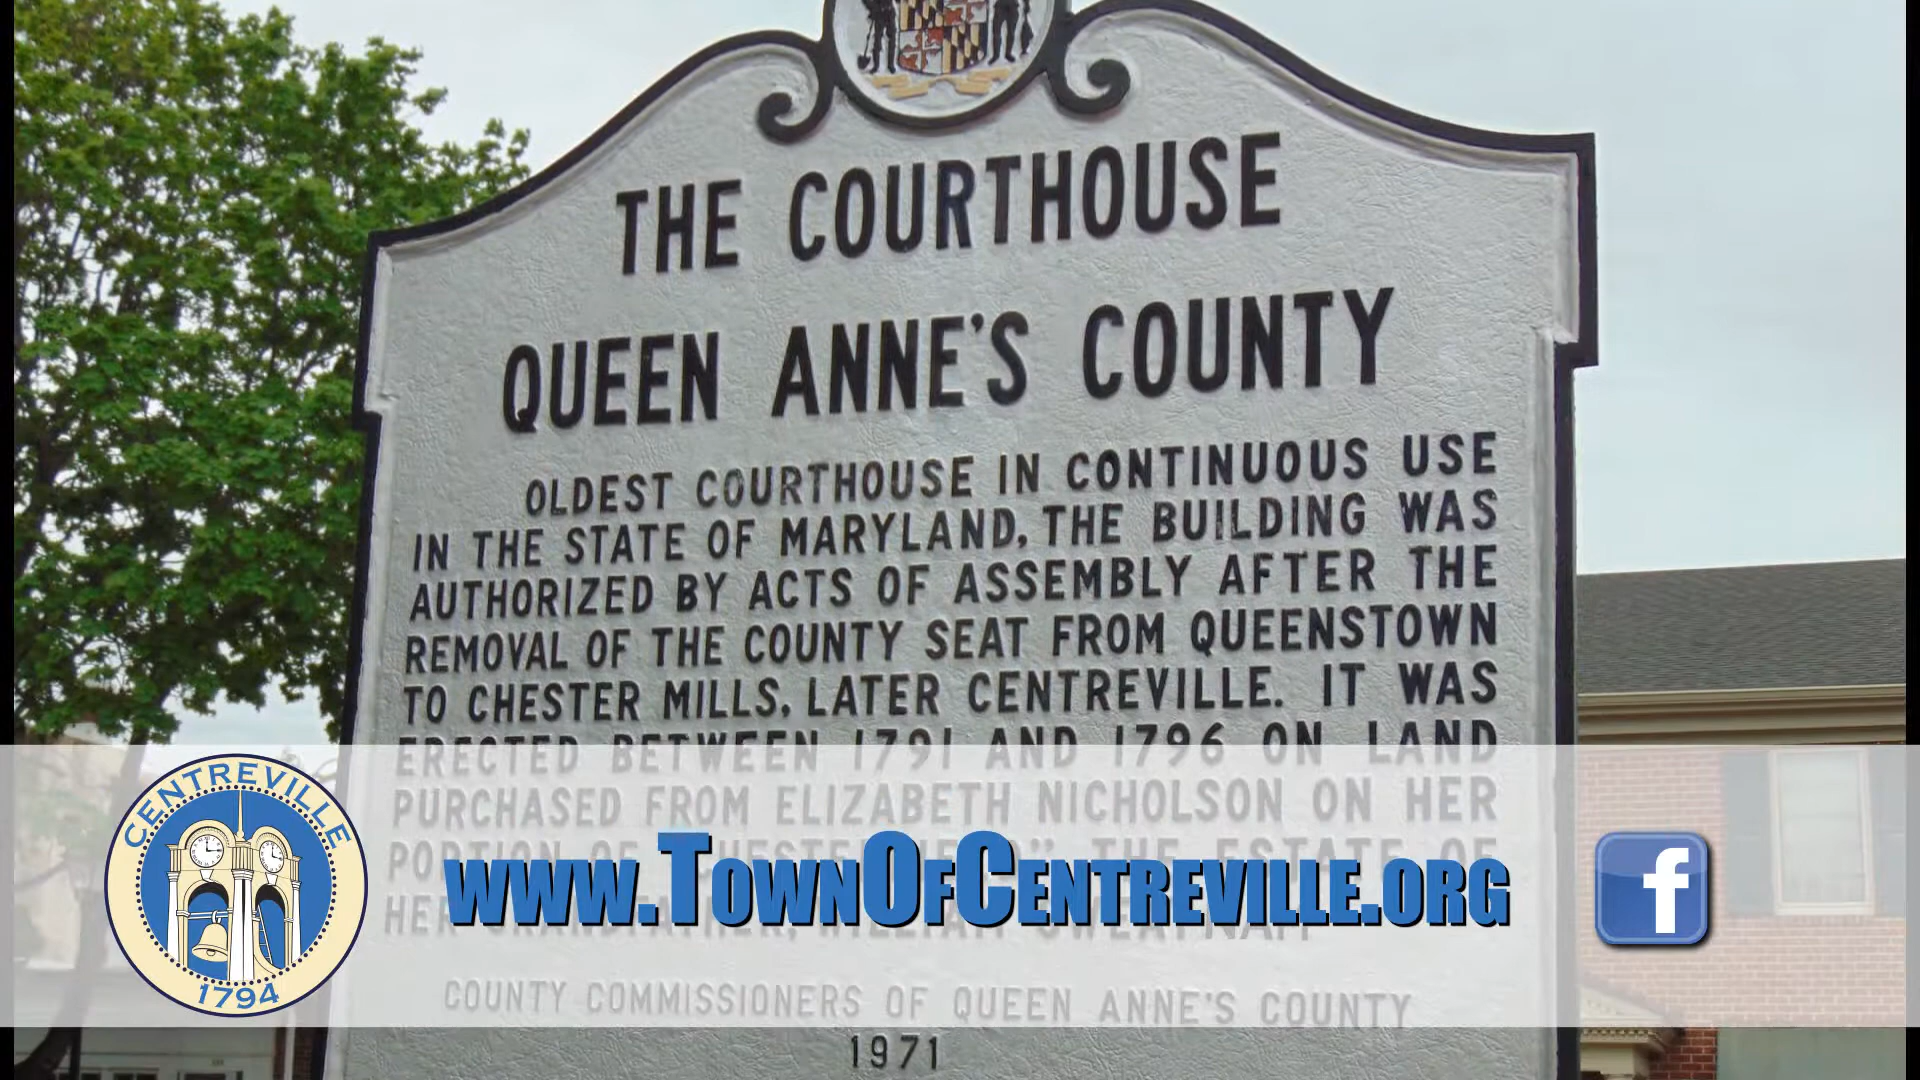 THE COURTHOUSE
QUEEN ANNE'S COUNTY
OLDEST COURTHOUSE IN CONTINUOUS USE
IN THE STATE OF MARYLAND, THE BUILDING WAS
AUTHORIZED BY ACTS OF ASSEMBLY AFTER THE
REMOVAL OF THE COUNTY SEAT FROM QUEENSTOWN
TO CHESTER MILLS, LATER CENTREVILLE. IT WAS
ERECTED BETWEEN 1791 AND 1796 ON LAND
PURCHASED FROM ELIZABETH NICHOLSON ON HER
PORTION OF THE ESTATE OF
HER
COUNTY COMMISSIONERS OF QUEEN ANNE'S COUNTY
1971
CENTREVILLE
1794
www.TownOfCentreville.org
f